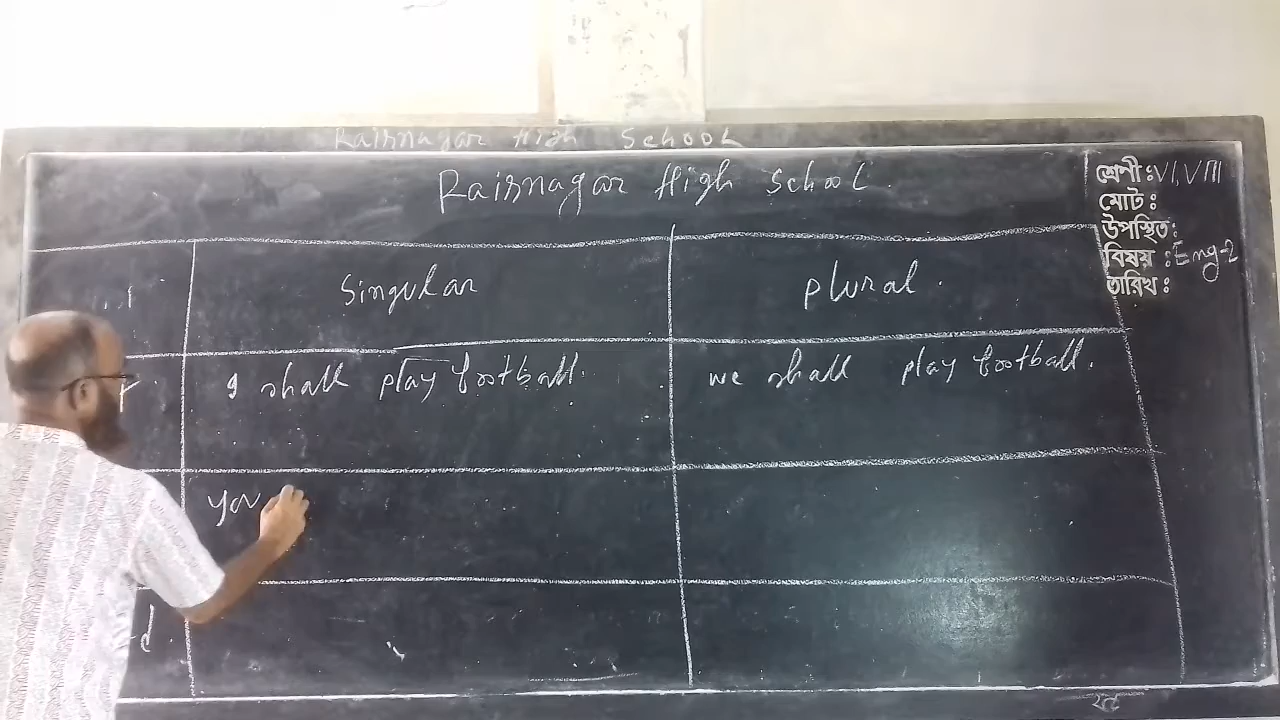 Raisnagar High School
Raisnagar High School.
শ্রেণী: VI, VIII
মোট:
উপস্থিত:
বিষয়: Eng-2
তারিখ:
Singular
plural.
I shall play football.
we shall play football.
you